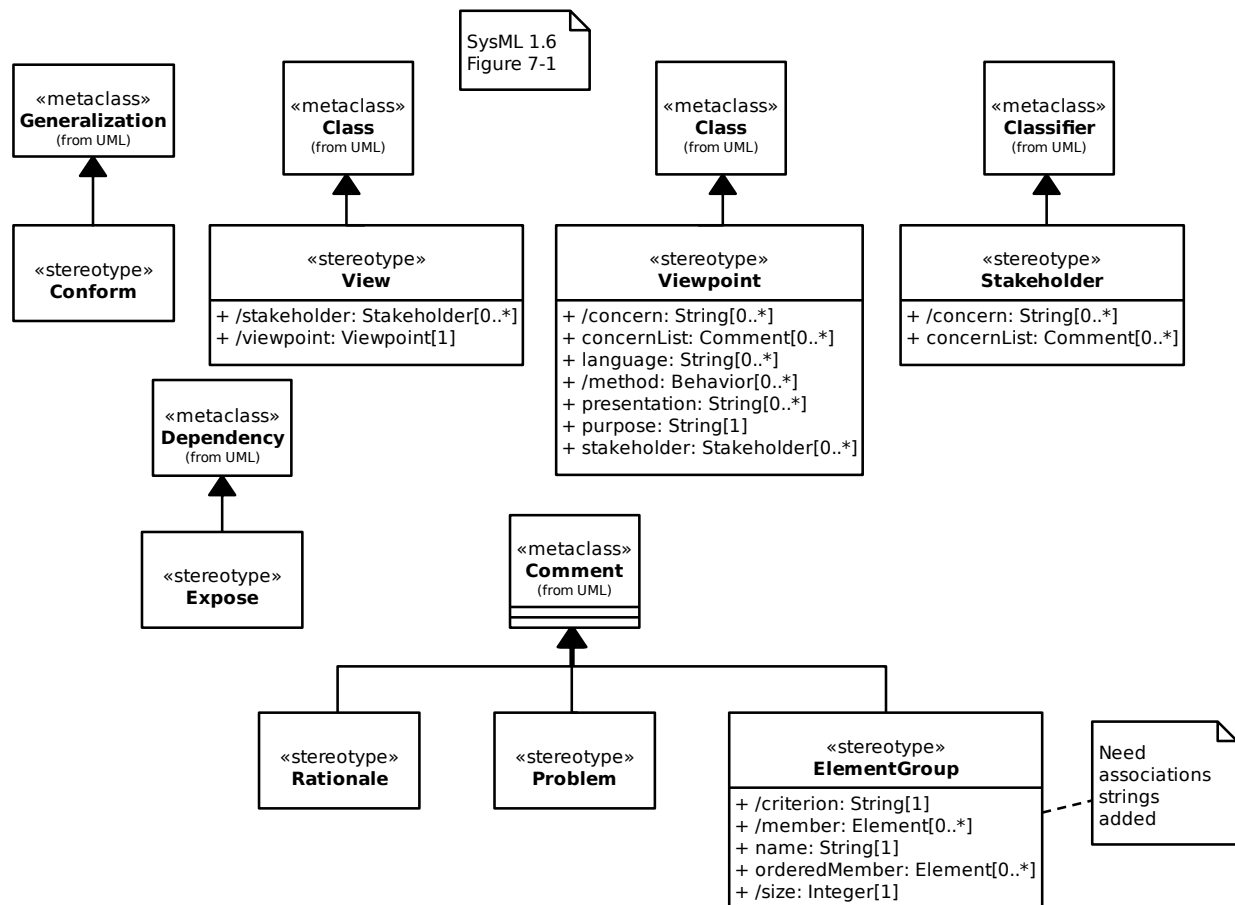 SysML 1.6
Figure 7-1
«metaclass»
Generalization
(from UML)
«metaclass»
Class
(from UML)
«metaclass»
Class
(from UML)
«metaclass»
Classifier
(from UML)
«stereotype»
Conform
«stereotype»
View
+ /stakeholder: Stakeholder[0..*]
+ /viewpoint: Viewpoint[1]
«stereotype»
Viewpoint
+ /concern: String[0..*]
+ concernList: Comment[0..*]
+ language: String[0..*]
+ /method: Behavior[0..*]
+ presentation: String[0..*]
+ purpose: String[1]
+ stakeholder: Stakeholder[0..*]
«stereotype»
Stakeholder
+ /concern: String[0..*]
+ concernList: Comment[0..*]
«metaclass»
Dependency
(from UML)
«stereotype»
Expose
«metaclass»
Comment
(from UML)
«stereotype»
Rationale
«stereotype»
Problem
«stereotype»
ElementGroup
+ /criterion: String[1]
+ /member: Element[0..*]
+ name: String[1]
+ orderedMember: Element[0..*]
+ /size: Integer[1]
Need
associations
strings
added